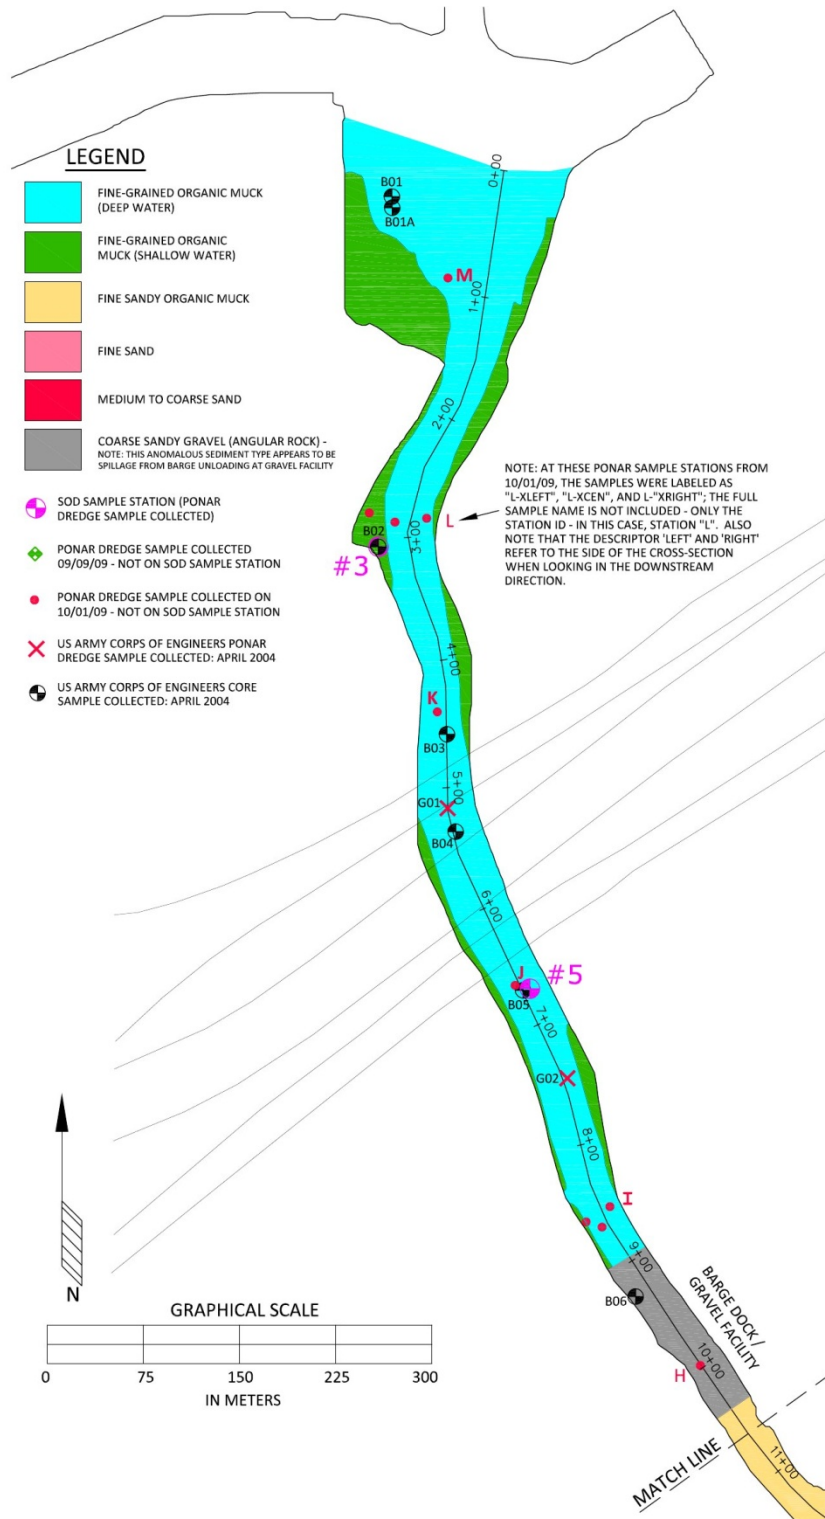 LEGEND
FINE-GRAINED ORGANIC MUCK
(DEEP WATER)
FINE-GRAINED ORGANIC
MUCK (SHALLOW WATER)
FINE SANDY ORGANIC MUCK
FINE SAND
MEDIUM TO COARSE SAND
COARSE SANDY GRAVEL (ANGULAR ROCK) -
NOTE: THIS ANOMALOUS SEDIMENT TYPE APPEARS TO BE
SPILLAGE FROM BARGE UNLOADING AT GRAVEL FACILITY
SOD SAMPLE STATION (PONAR
DREDGE SAMPLE COLLECTED)
PONAR DREDGE SAMPLE COLLECTED
09/09/09 - NOT ON SOD SAMPLE STATION
PONAR DREDGE SAMPLE COLLECTED ON
10/01/09 - NOT ON SOD SAMPLE STATION
US ARMY CORPS OF ENGINEERS PONAR
DREDGE SAMPLE COLLECTED: APRIL 2004
US ARMY CORPS OF ENGINEERS CORE
SAMPLE COLLECTED: APRIL 2004
0+00
B01
B01A
M
1+00
2+00
NOTE: AT THESE PONAR SAMPLE STATIONS FROM
10/01/09, THE SAMPLES WERE LABELED AS
"L-XLEFT", "L-XCEN", AND L-"XRIGHT"; THE FULL
SAMPLE NAME IS NOT INCLUDED - ONLY THE
STATION ID - IN THIS CASE, STATION "L". ALSO
NOTE THAT THE DESCRIPTOR 'LEFT' AND 'RIGHT'
REFER TO THE SIDE OF THE CROSS-SECTION
WHEN LOOKING IN THE DOWNSTREAM
DIRECTION.
L
B02
3+00
#3
4+00
K
B03
5+00
G01
B04
6+00
J
#5
B05
7+00
G02
8+00
I
9+00
B06
BARGE DOCK /
GRAVEL FACILITY
10+00
H
MATCH LINE
11+00
N
GRAPHICAL SCALE
0 75 150 225 300
IN METERS